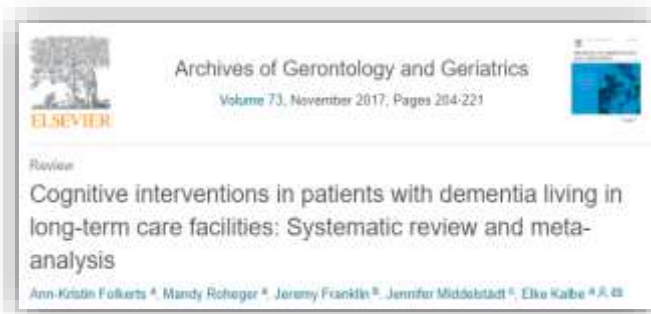 Archives of Gerontology and Geriatrics
Volume 73, November 2017, Pages 204-221
ELSEVIER
Review
Cognitive interventions in patients with dementia living in
long-term care facilities: Systematic review and meta-
analysis
Ann-Kristin Folkerts a, Mandy Roheger a, Jeremy Franklin b, Jennifer Middelstädt c, Elke Kalbe a